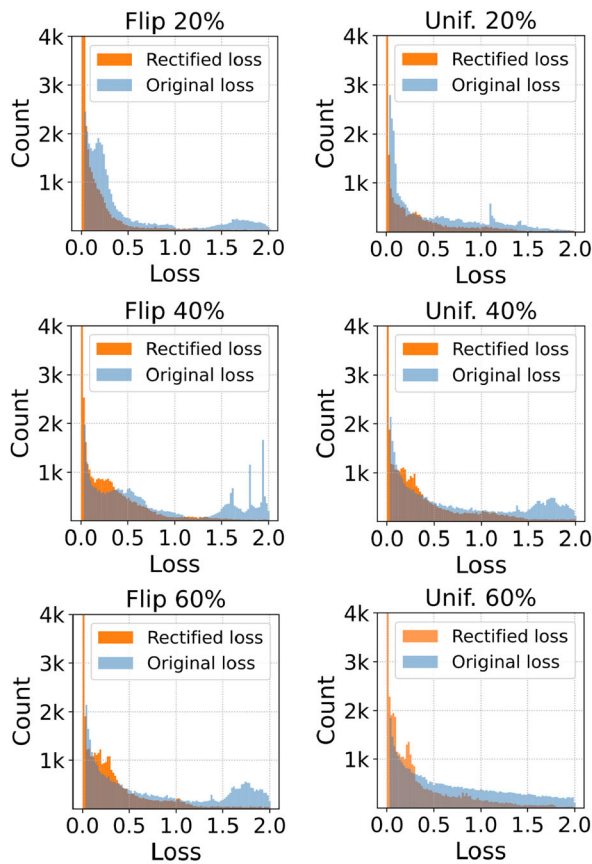 Flip 20%
4k
3k
2k
1k
Count
Rectified loss
Original loss
0.0 0.5 1.0 1.5 2.0
Loss
Unif. 20%
4k
3k
2k
1k
Count
Rectified loss
Original loss
0.0 0.5 1.0 1.5 2.0
Loss
Flip 40%
4k
3k
2k
1k
Count
Rectified loss
Original loss
0.0 0.5 1.0 1.5 2.0
Loss
Unif. 40%
4k
3k
2k
1k
Count
Rectified loss
Original loss
0.0 0.5 1.0 1.5 2.0
Loss
Flip 60%
4k
3k
2k
1k
Count
Rectified loss
Original loss
0.0 0.5 1.0 1.5 2.0
Loss
Unif. 60%
4k
3k
2k
1k
Count
Rectified loss
Original loss
0.0 0.5 1.0 1.5 2.0
Loss